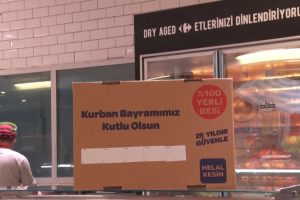 DRY AGED ETLERİNİZİ DİNLENDİRİYORU
Kurban Bayramımız
Kutlu Olsun
%100
YERLİ
BESİ
25 YILDIR
GÜVENLE
HELAL
KESİM